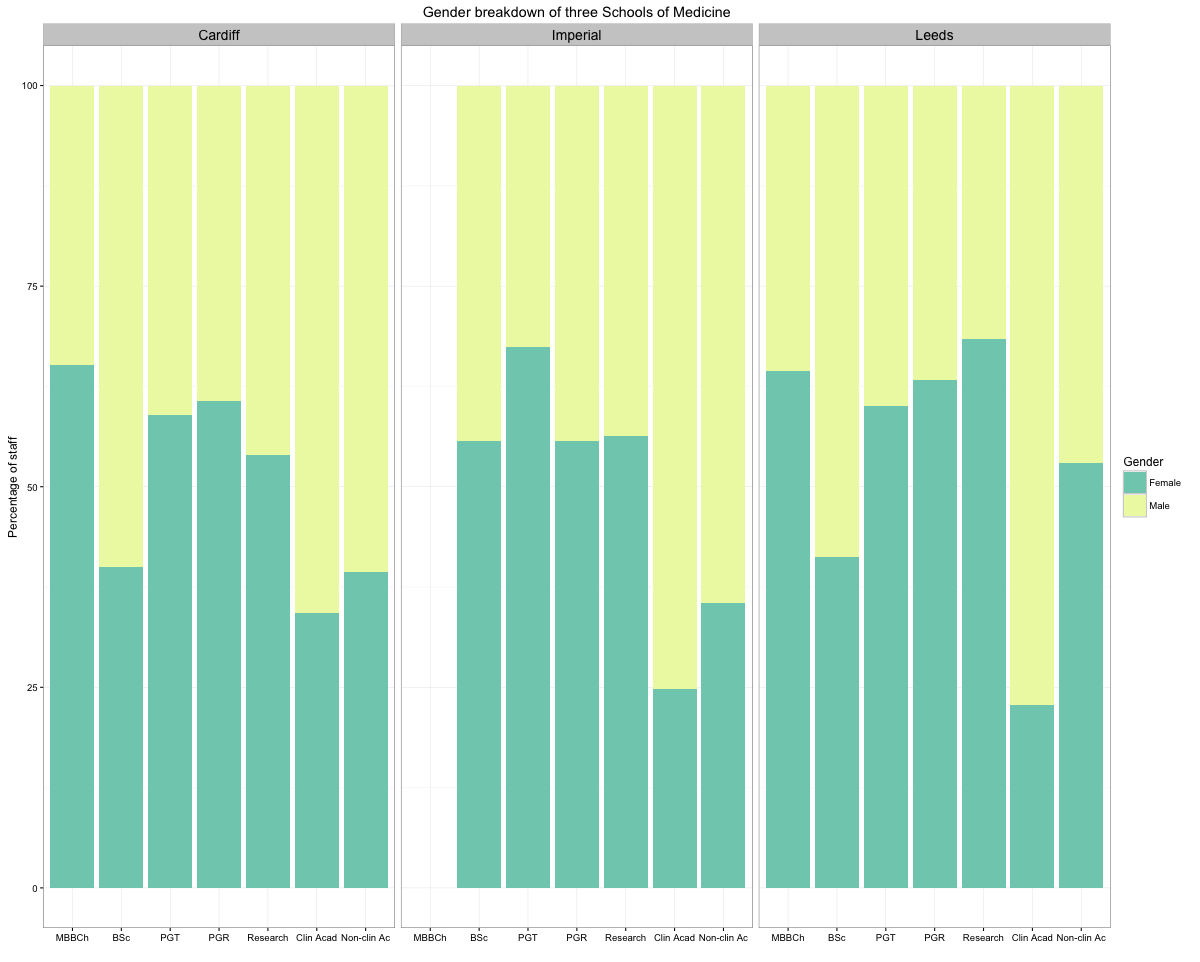 Gender breakdown of three Schools of Medicine
Cardiff Imperial Leeds
100
75
50
25
0
Percentage of staff
MBBCh BSc PGT PGR Research Clin Acad Non-clin Ac MBBCh BSc PGT PGR Research Clin Acad Non-clin Ac MBBCh BSc PGT PGR Research Clin Acad Non-clin Ac
Gender
Female
Male